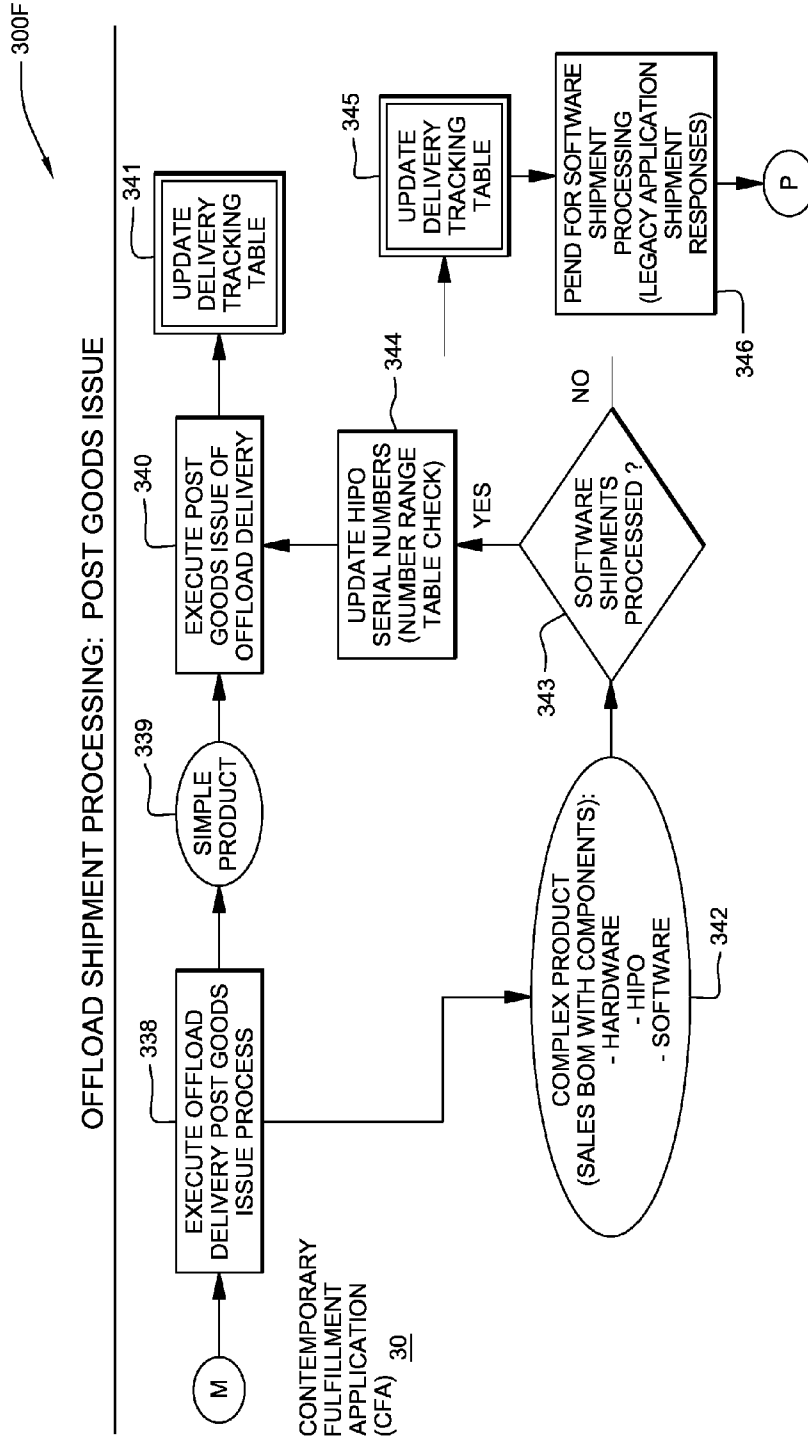 300F
OFFLOAD SHIPMENT PROCESSING: POST GOODS ISSUE
M
338
EXECUTE OFFLOAD
DELIVERY POST GOODS
ISSUE PROCESS
339
SIMPLE
PRODUCT
340
EXECUTE POST
GOODS ISSUE OF
OFFLOAD DELIVERY
341
UPDATE
DELIVERY
TRACKING
TABLE
CONTEMPORARY
FULFILLMENT
APPLICATION
(CFA) 30
344
UPDATE HIPO
SERIAL NUMBERS
(NUMBER RANGE
TABLE CHECK)
345
UPDATE
DELIVERY
TRACKING
TABLE
YES
COMPLEX PRODUCT
(SALES BOM WITH COMPONENTS):
- HARDWARE
- HIPO
- SOFTWARE
342
343
SOFTWARE
SHIPMENTS
PROCESSED ?
NO
PEND FOR SOFTWARE
SHIPMENT
PROCESSING
(LEGACY APPLICATION
SHIPMENT
RESPONSES)
346
P